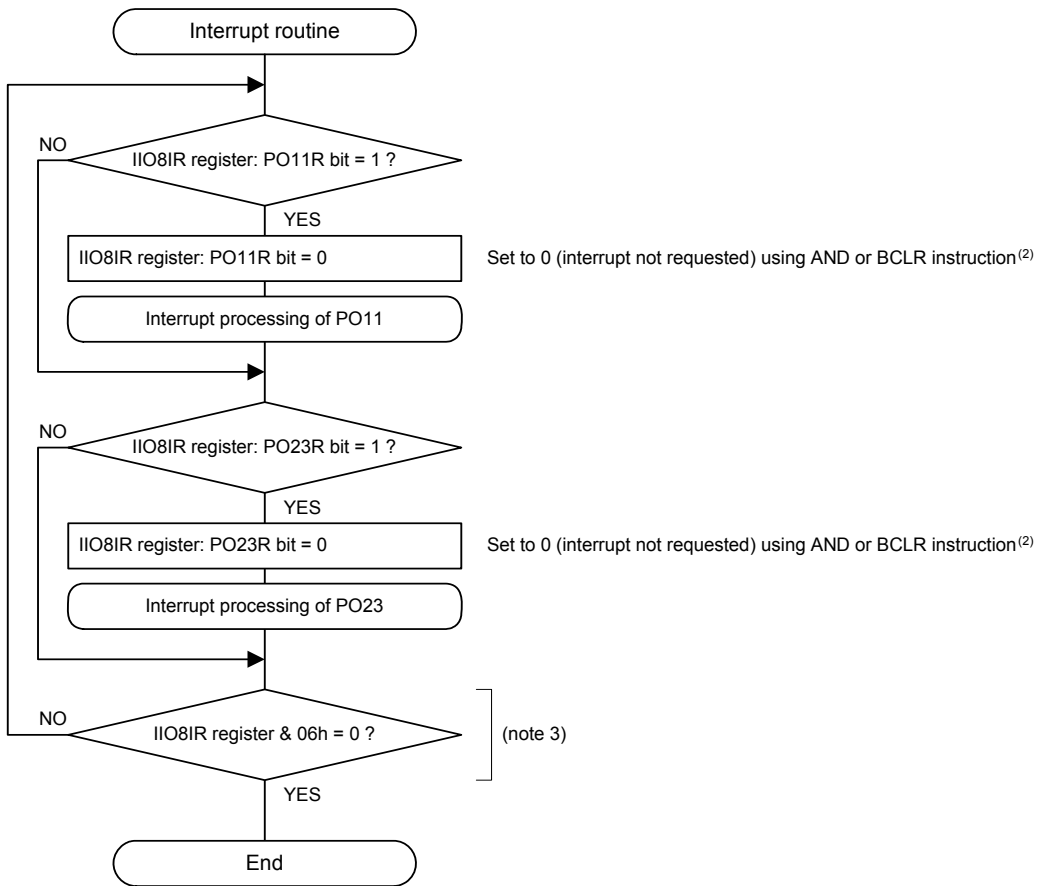 Interrupt routine
NO
IIO8IR register: PO11R bit = 1 ?
YES
IIO8IR register: PO11R bit = 0
Set to 0 (interrupt not requested) using AND or BCLR instruction(2)
Interrupt processing of PO11
NO
IIO8IR register: PO23R bit = 1 ?
YES
IIO8IR register: PO23R bit = 0
Set to 0 (interrupt not requested) using AND or BCLR instruction(2)
Interrupt processing of PO23
NO
IIO8IR register & 06h = 0 ?
(note 3)
YES
End